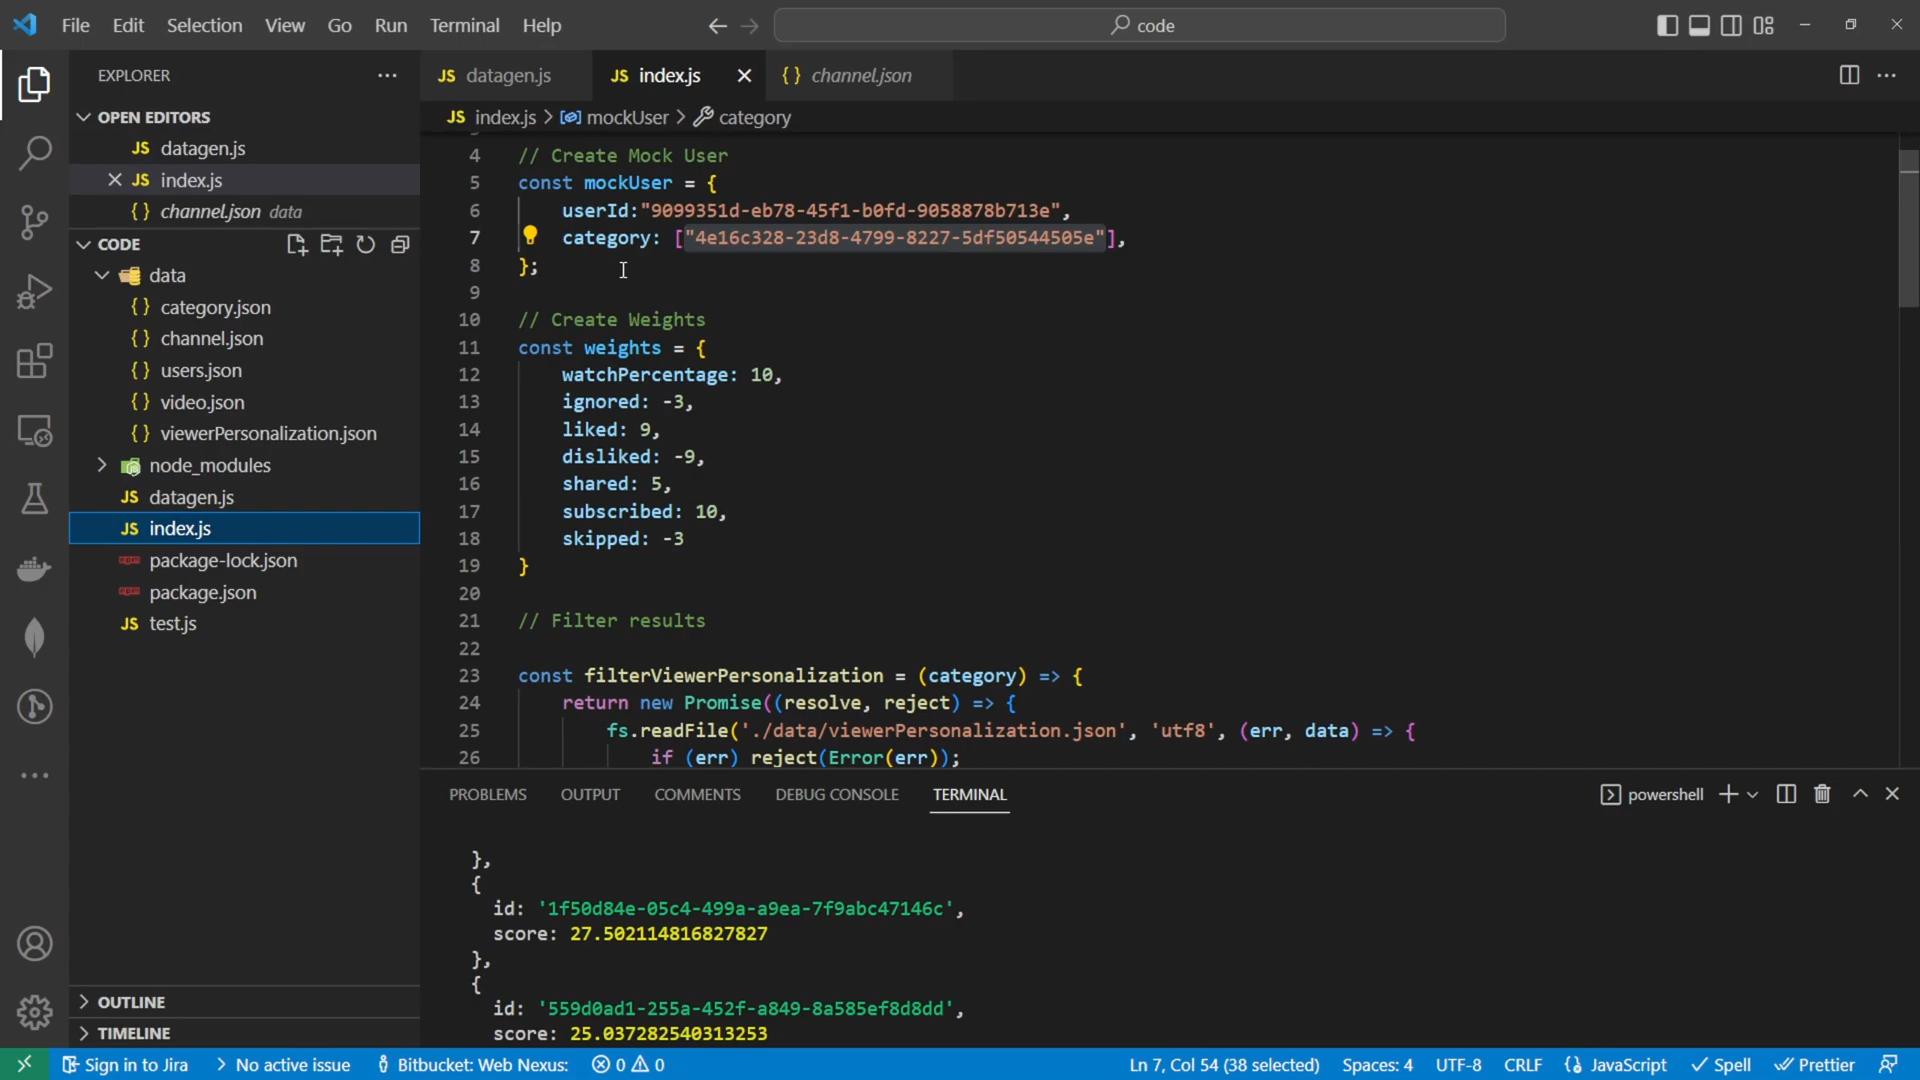 File Edit Selection View Go Run Terminal Help
code
EXPLORER
OPEN EDITORS
JS datagen.js
JS index.js
{} channel.json data
CODE
data
{} category.json
{} channel.json
{} users.json
{} video.json
{} viewerPersonalization.json
node_modules
JS datagen.js
JS index.js
package-lock.json
package.json
JS test.js
OUTLINE
TIMELINE
JS datagen.js
JS index.js
{} channel.json
JS index.js > mockUser > category
4 // Create Mock User
5 const mockUser = {
6 userId:"9099351d-eb78-45f1-b0fd-9058878b713e",
7 category: ["4e16c328-23d8-4799-8227-5df50544505e"],
8 };
9
10 // Create Weights
11 const weights = {
12 watchPercentage: 10,
13 ignored: -3,
14 liked: 9,
15 disliked: -9,
16 shared: 5,
17 subscribed: 10,
18 skipped: -3
19 }
20
21 // Filter results
22
23 const filterViewerPersonalization = (category) => {
24 return new Promise((resolve, reject) => {
25 fs.readFile('./data/viewerPersonalization.json', 'utf8', (err, data) => {
26 if (err) reject(Error(err));
PROBLEMS OUTPUT COMMENTS DEBUG CONSOLE TERMINAL
powershell
},
{
id: '1f50d84e-05c4-499a-a9ea-7f9abc47146c',
score: 27.502114816827827
},
{
id: '559d0ad1-255a-452f-a849-8a585ef8d8dd',
score: 25.037282540313253
Sign in to Jira No active issue Bitbucket: Web Nexus: 0 0 Ln 7, Col 54 (38 selected) Spaces: 4 UTF-8 CRLF {} JavaScript Spell Prettier